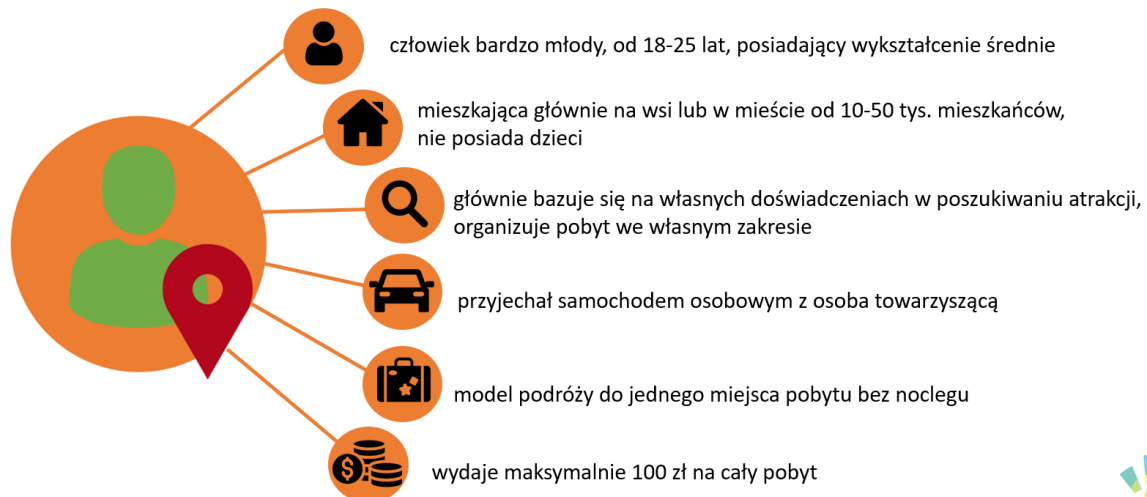 człowiek bardzo młody, od 18-25 lat, posiadający wykształcenie średnie
mieszkająca głównie na wsi lub w mieście od 10-50 tys. mieszkańców,
nie posiada dzieci
głównie bazuje się na własnych doświadczeniach w poszukiwaniu atrakcji,
organizuje pobyt we własnym zakresie
przyjechał samochodem osobowym z osoba towarzyszącą
model podróży do jednego miejsca pobytu bez noclegu
$
wydaje maksymalnie 100 zł na cały pobyt